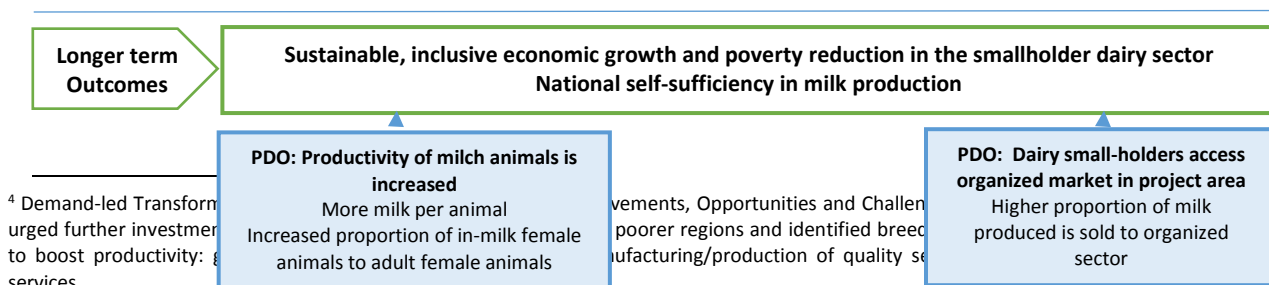 Longer term
Outcomes
Sustainable, inclusive economic growth and poverty reduction in the smallholder dairy sector
National self-sufficiency in milk production
PDO: Productivity of milch animals is
increased
More milk per animal
Increased proportion of in-milk female
animals to adult female animals
PDO: Dairy small-holders access
organized market in project area
Higher proportion of milk
produced is sold to organized
sector
4 Demand-led Transform vements, Opportunities and Challen
urged further investmen poorer regions and identified breed
to boost productivity: g ufacturing/production of quality se
services